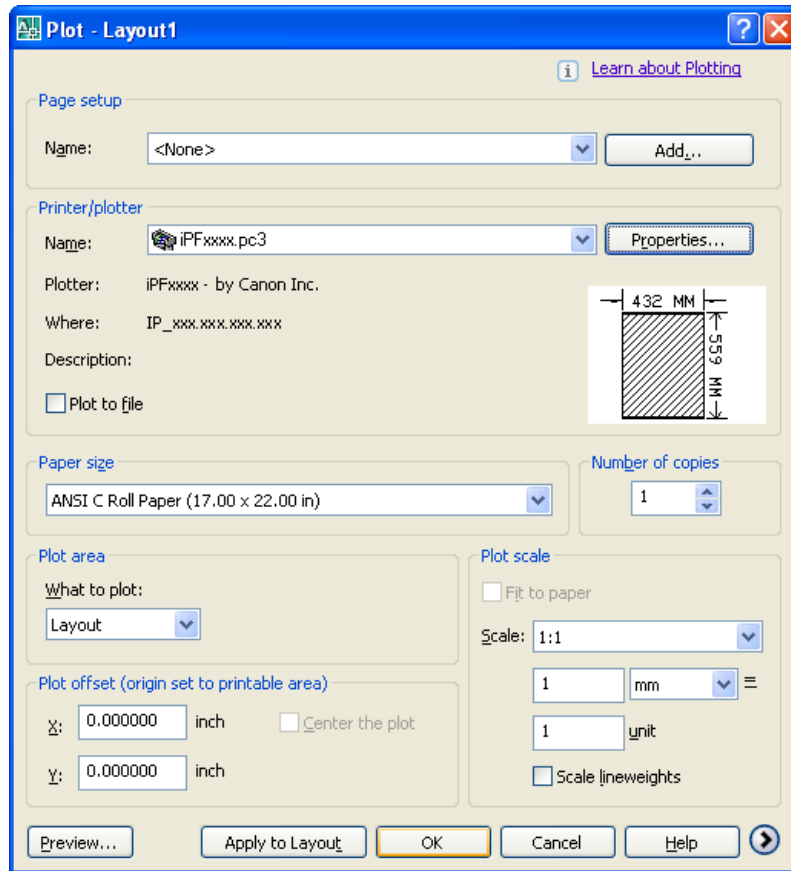 Plot - Layout1
Learn about Plotting
Page setup
Name: <None> Add...
Printer/plotter
Name: iPFxxxx.pc3 Properties...
Plotter: iPFxxxx - by Canon Inc.
Where: IP_xxx.xxx.xxx.xxx
Description:
Plot to file
432 MM
559 MM
Paper size
ANSI C Roll Paper (17.00 x 22.00 in)
Number of copies
1
Plot area
What to plot:
Layout
Plot offset (origin set to printable area)
X: 0.000000 inch Center the plot
Y: 0.000000 inch
Plot scale
Fit to paper
Scale: 1:1
1 mm =
1 unit
Scale lineweights
Preview... Apply to Layout OK Cancel Help